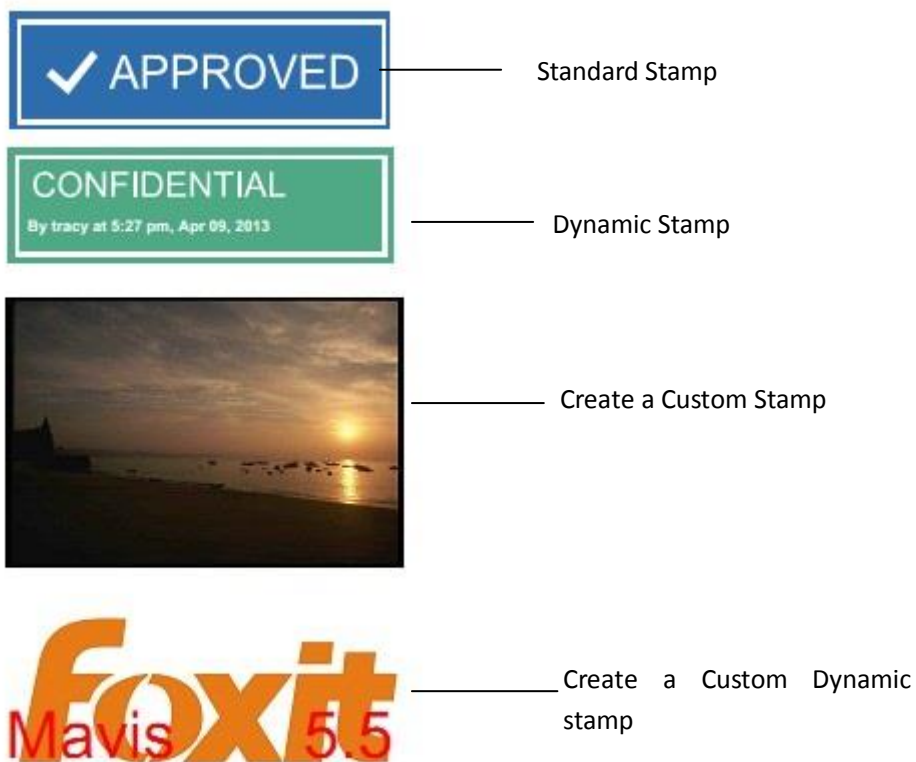 APPROVED
Standard Stamp
CONFIDENTIAL
By tracy at 5:27 pm, Apr 09, 2013
Dynamic Stamp
Create a Custom Stamp
foxit
Mavis 5.5
Create a Custom Dynamic
stamp